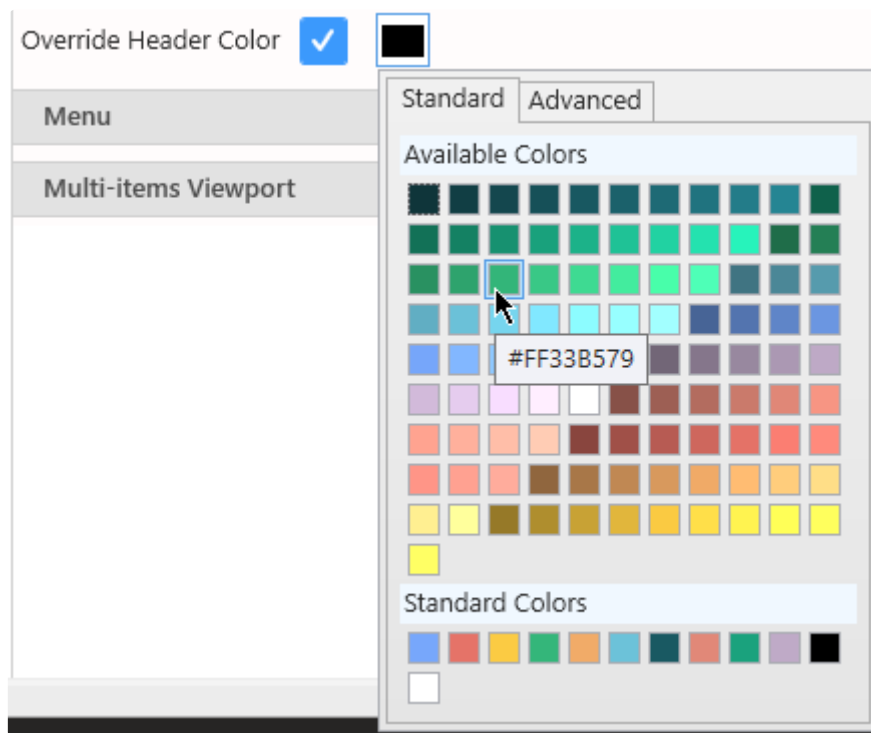 Override Header Color
Standard Advanced
Menu
Available Colors
Multi-items Viewport
#FF33B579
Standard Colors